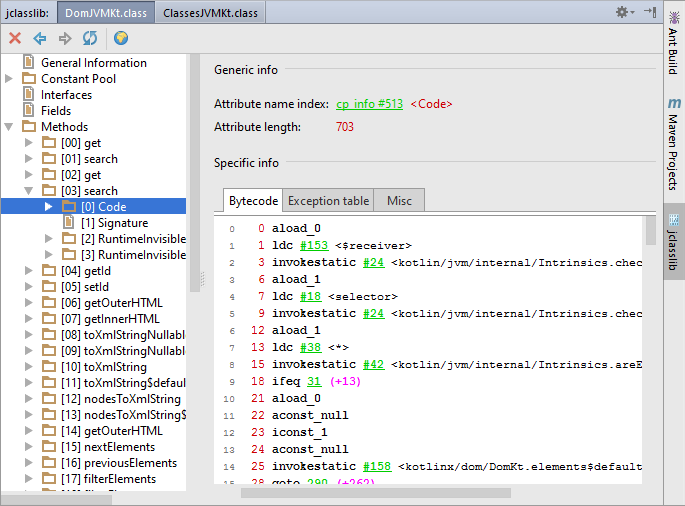 jclasslib: DomJVMKt.class ClassesJVMKt.class
General Information
Constant Pool
Interfaces
Fields
Methods
[00] get
[01] search
[02] get
[03] search
[0] Code
[1] Signature
[2] RuntimeInvisible
[3] RuntimeInvisible
[04] getId
[05] setId
[06] getOuterHTML
[07] getInnerHTML
[08] toXmlStringNullabl
[09] toXmlStringNullabl
[10] toXmlString
[11] toXmlString$defaul
[12] nodesToXmlString
[13] nodesToXmlString$
[14] getOuterHTML
[15] nextElements
[16] previousElements
[17] filterElements
Generic info
Attribute name index: cp_info #513 <Code>
Attribute length: 703
Specific info
Bytecode Exception table Misc
0 0 aload_0
1 1 ldc #153 <$receiver>
2 3 invokestatic #24 <kotlin/jvm/internal/Intrinsics.chec
3 6 aload_1
4 7 ldc #18 <selector>
5 9 invokestatic #24 <kotlin/jvm/internal/Intrinsics.chec
6 12 aload_1
7 13 ldc #38 <*>
8 15 invokestatic #42 <kotlin/jvm/internal/Intrinsics.areE
9 18 ifeq 31 (+13)
10 21 aload_0
11 22 aconst_null
12 23 iconst_1
13 24 aconst_null
14 25 invokestatic #158 <kotlinx/dom/DomKt.elements$default
15 28 goto 290 (+262)
Ant Build
m Maven Projects
jclasslib